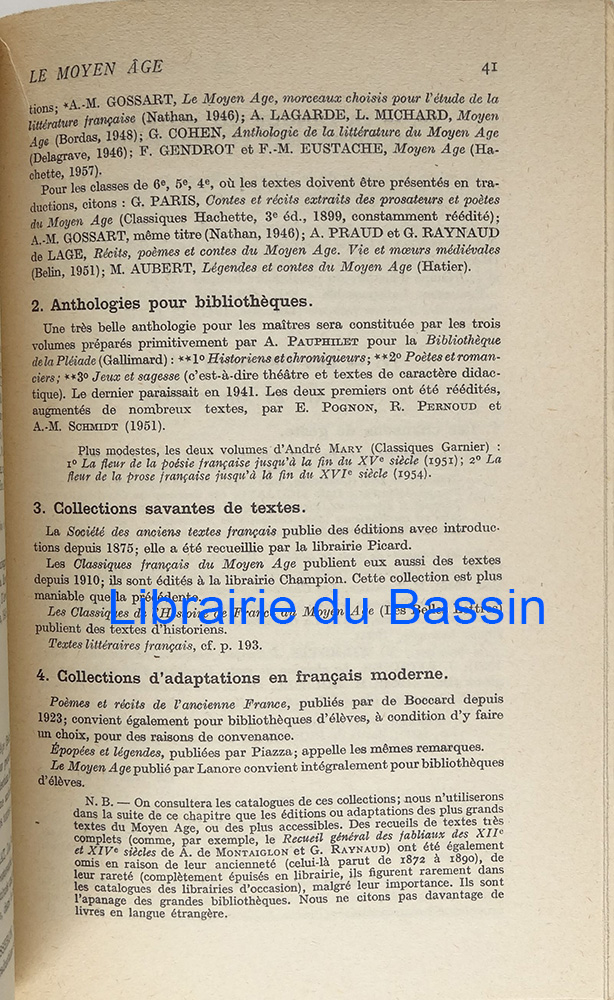 LE MOYEN ÂGE 41
tions; *A.-M. GOSSART, Le Moyen Age, morceaux choisis pour l'étude de la
littérature française (Nathan, 1946); A. LAGARDE, L. MICHARD, Moyen
Age (Bordas, 1948); G. COHEN, Anthologie de la littérature du Moyen Age
(Delagrave, 1946); F. GENDROT et F.-M. EUSTACHE, Moyen Age (Ha-
chette, 1957).
Pour les classes de 6e, 5e, 4e, où les textes doivent être présentés en tra-
ductions, citons : G. PARIS, Contes et récits extraits des prosateurs et poètes
du Moyen Age (Classiques Hachette, 3e éd., 1899, constamment réédité);
A.-M. GOSSART, même titre (Nathan, 1946); A. PRAUD et G. RAYNAUD
de LAGE, Récits, poèmes et contes du Moyen Age. Vie et mœurs médiévales
(Belin, 1951); M. AUBERT, Légendes et contes du Moyen Age (Hatier).
2. Anthologies pour bibliothèques.
Une très belle anthologie pour les maîtres sera constituée par les trois
volumes préparés primitivement par A. PAUPHILET pour la Bibliothèque
de la Pléiade (Gallimard) : **1o Historiens et chroniqueurs; **2o Poètes et roman-
ciers; **3o Jeux et sagesse (c'est-à-dire théâtre et textes de caractère didac-
tique). Le dernier paraissait en 1941. Les deux premiers ont été réédités,
augmentés de nombreux textes, par E. POGNON, R. PERNOUD et
A.-M. SCHMIDT (1951).
Plus modestes, les deux volumes d'André MARY (Classiques Garnier) :
1o La fleur de la poésie française jusqu'à la fin du XVe siècle (1951); 2o La
fleur de la prose française jusqu'à la fin du XVIe siècle (1954).
3. Collections savantes de textes.
La Société des anciens textes français publie des éditions avec introduc-
tions depuis 1875; elle a été recueillie par la librairie Picard.
Les Classiques français du Moyen Age publient eux aussi des textes
depuis 1910; ils sont édités à la librairie Champion. Cette collection est plus
maniable que la précédente.
Les Classiques de l'Histoire de France au Moyen Age (Les Belles Lettres)
Librairie du Bassin
publient des textes d'historiens.
Textes littéraires français, cf. p. 193.
4. Collections d'adaptations en français moderne.
Poèmes et récits de l'ancienne France, publiés par de Boccard depuis
1923; convient également pour bibliothèques d'élèves, à condition d'y faire
un choix, pour des raisons de convenance.
Épopées et légendes, publiées par Piazza; appelle les mêmes remarques.
Le Moyen Age publié par Lanore convient intégralement pour bibliothèques
d'élèves.
N. B. — On consultera les catalogues de ces collections; nous n'utiliserons
dans la suite de ce chapitre que les éditions ou adaptations des plus grands
textes du Moyen Age, ou des plus accessibles. Des recueils de textes très
complets (comme, par exemple, le Recueil général des fabliaux des XIIe
et XIVe siècles de A. de MONTAIGLON et G. RAYNAUD) ont été également
omis en raison de leur ancienneté (celui-là parut de 1872 à 1890), de
leur rareté (complètement épuisés en librairie, ils figurent rarement dans
les catalogues des librairies d'occasion), malgré leur importance. Ils sont
l'apanage des grandes bibliothèques. Nous ne citons pas davantage de
livres en langue étrangère.